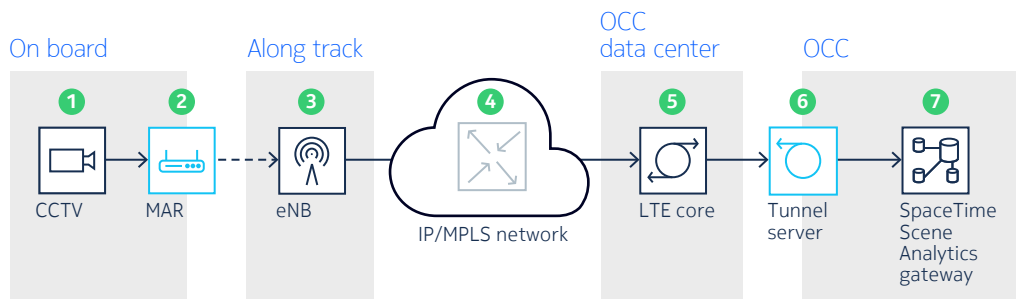 On board
Along track
OCC
data center
OCC
1
2
3
4
5
6
7
CCTV
MAR
eNB
IP/MPLS network
LTE core
Tunnel
server
SpaceTime
Scene
Analytics
gateway